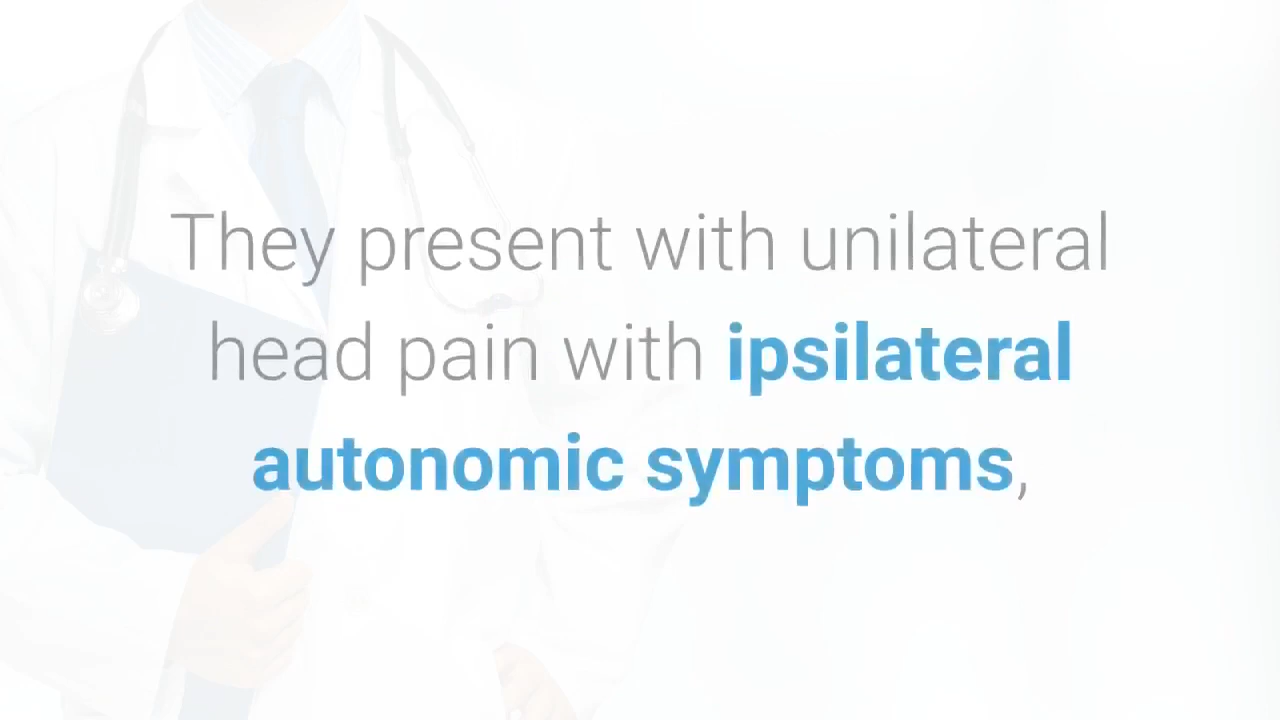 They present with unilateral
head pain with ipsilateral
autonomic symptoms,